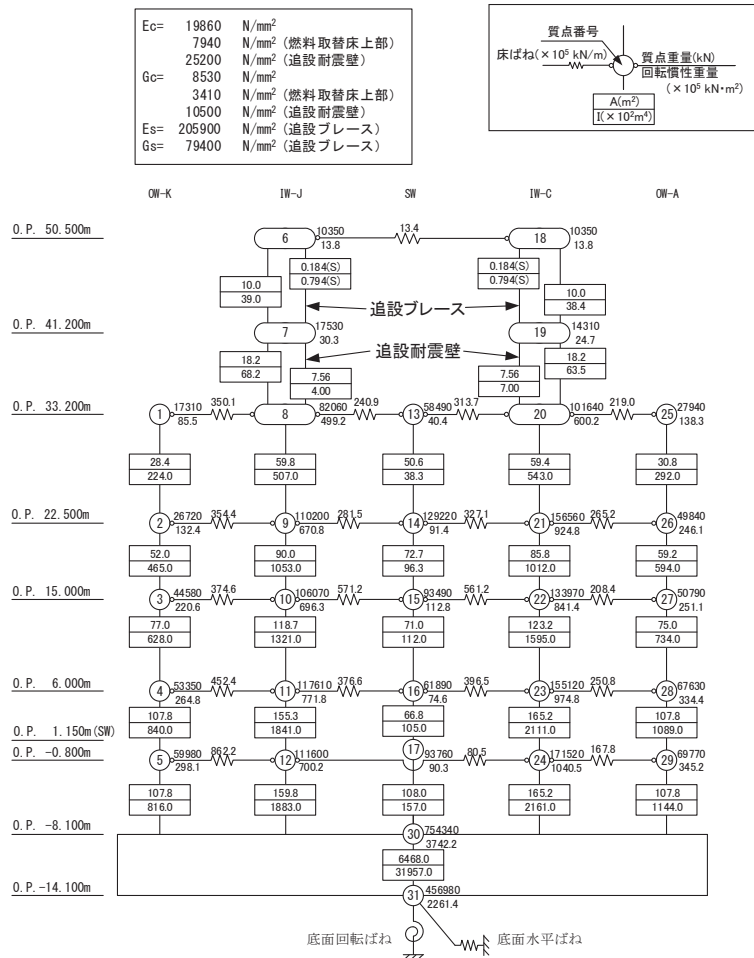 Ec= 19860 N/mm²
7940 N/mm² (燃料取替床上部)
25200 N/mm² (追設耐震壁)
Gc= 8530 N/mm²
3410 N/mm² (燃料取替床上部)
10500 N/mm² (追設耐震壁)
Es= 205900 N/mm² (追設ブレース)
Gs= 79400 N/mm² (追設ブレース)
質点番号
床ばね(×10⁵ kN/m)
質点重量(kN)
回転慣性重量
(×10⁵ kN・m²)
A(m²)
I(×10²m⁴)
OW-K IW-J SW IW-C OW-A
O.P. 50.500m
6 10350 13.4 18 10350
13.8 13.8
0.184(S) 0.184(S)
0.794(S) 0.794(S)
10.0 10.0
39.0 38.4
追設ブレース
O.P. 41.200m
7 17530 19 14310
30.3 24.7
追設耐震壁
18.2 18.2
68.2 63.5
7.56 7.56
4.00 7.00
O.P. 33.200m
1 17310 350.1 8 82060 240.9 13 58490 313.7 20 101640 219.0 25 27940
85.5 499.2 40.4 600.2 138.3
28.4 59.8 50.6 59.4 30.8
224.0 507.0 38.3 543.0 292.0
O.P. 22.500m
2 26720 354.4 9 110200 281.5 14 129220 327.1 21 156560 265.2 26 49840
132.4 670.8 91.4 924.8 246.1
52.0 90.0 72.7 85.8 59.2
465.0 1053.0 96.3 1012.0 594.0
O.P. 15.000m
3 44580 374.6 10 106070 571.2 15 93490 561.2 22 133970 208.4 27 50790
220.6 696.3 112.8 841.4 251.1
77.0 118.7 71.0 123.2 75.0
628.0 1321.0 112.0 1595.0 734.0
O.P. 6.000m
4 53350 452.4 11 117610 376.6 16 61890 396.5 23 155120 250.8 28 67630
264.8 771.8 74.6 974.8 334.4
107.8 155.3 66.8 165.2 107.8
840.0 1841.0 105.0 2111.0 1089.0
O.P. 1.150m(SW)
O.P. -0.800m
5 59980 862.2 12 111600 17 93760 80.5 24 171520 167.8 29 69770
298.1 700.2 90.3 1040.5 345.2
107.8 159.8 108.0 165.2 107.8
816.0 1883.0 157.0 2161.0 1144.0
O.P. -8.100m
30 754340
3742.2
6468.0
31957.0
O.P. -14.100m
31 456980
2261.4
底面回転ばね
底面水平ばね